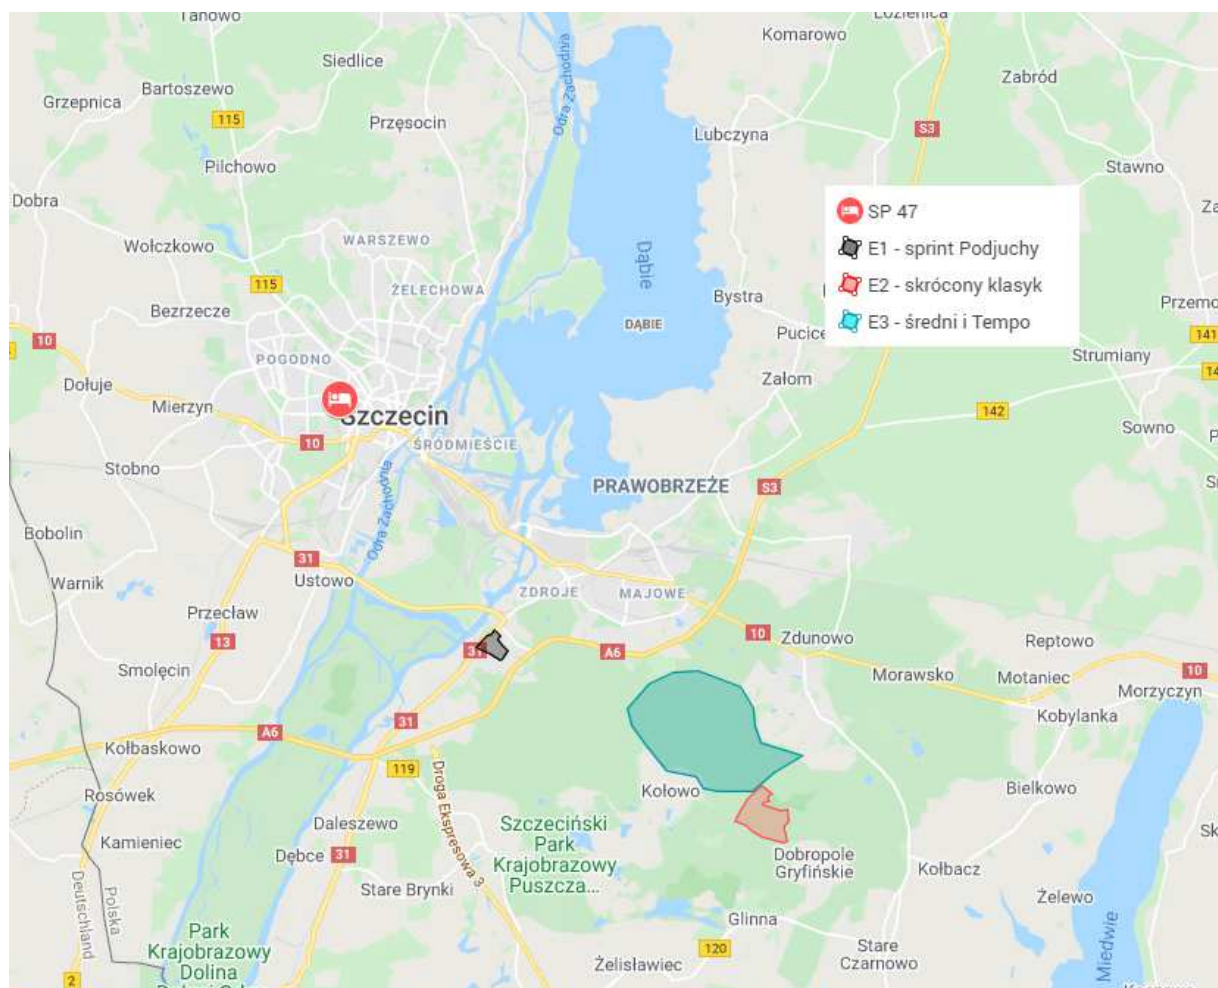 Tanowo
Łozienica
Komarowo
Siedlice
Zabród
Bartoszewo
Grzepnica
115
Przęsocin
Odra Zachodnia
S3
Lubczyna
Pilchowo
Stawno
Dobra
SP 47
Wołczkowo
WARSZEWO
E1 - sprint Podjuchy
Dąbie
115
ŻELECHOWA
E2 - skrócony klasyk
Bystra
Bezrzecze
Przemo
DĄBIE
E3 - średni i Tempo
Pucice
10
141
POGODNO
Strumiany
Załom
Dołuje
Mierzyn
Szczecin
142
10
ŚRÓDMIEŚCIE
Sowno
Stobno
PRAWOBRZEŻE
S3
Odra Zachodnia
Bobolin
31
Warnik
Ustowo
ZDROJE
MAJOWE
Przecław
13
10
Zdunowo
Reptowo
31
A6
Smolęcin
Morawsko
Motaniec
10
Morzyczyn
31
Kobylanka
A6
Kołbaskowo
119
Droga Ekspresowa 3
Kołowo
Bielkowo
Rosówek
Daleszewo
Szczeciński
Park
Krajobrazowy
Puszcza...
Kamieniec
Dębce
31
Dobropole
Gryfińskie
Kołbacz
Stare Brynki
Deutschland
Polska
Żelewo
Glinna
Park
Krajobrazowy
Dolina
Miedwie
120
Stare
Czarnowo
Żelisławiec
2